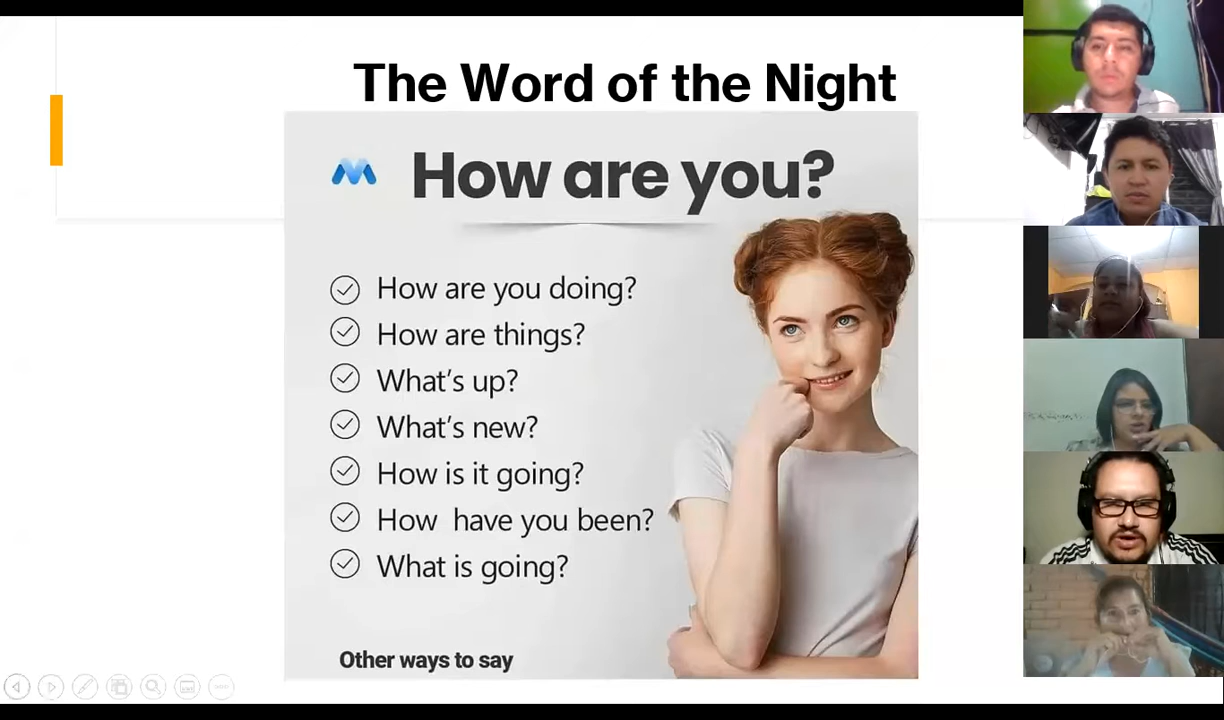 The Word of the Night
How are you?
How are you doing?
How are things?
What's up?
What's new?
How is it going?
How have you been?
What is going?
Other ways to say